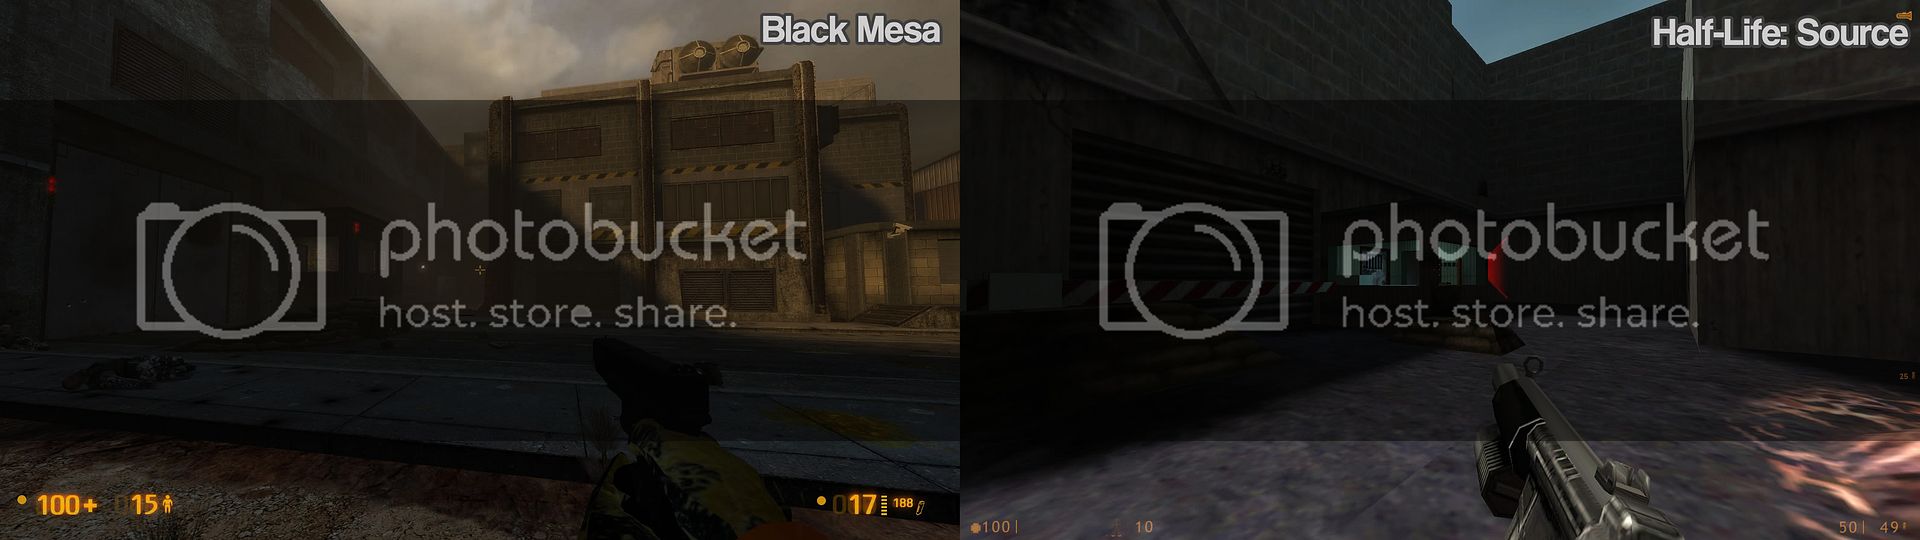 Black Mesa
Half-Life: Source
photobucket
host. store. share.
photobucket
host. store. share.
25
100+ 15
17 188
100| 10
50| 49